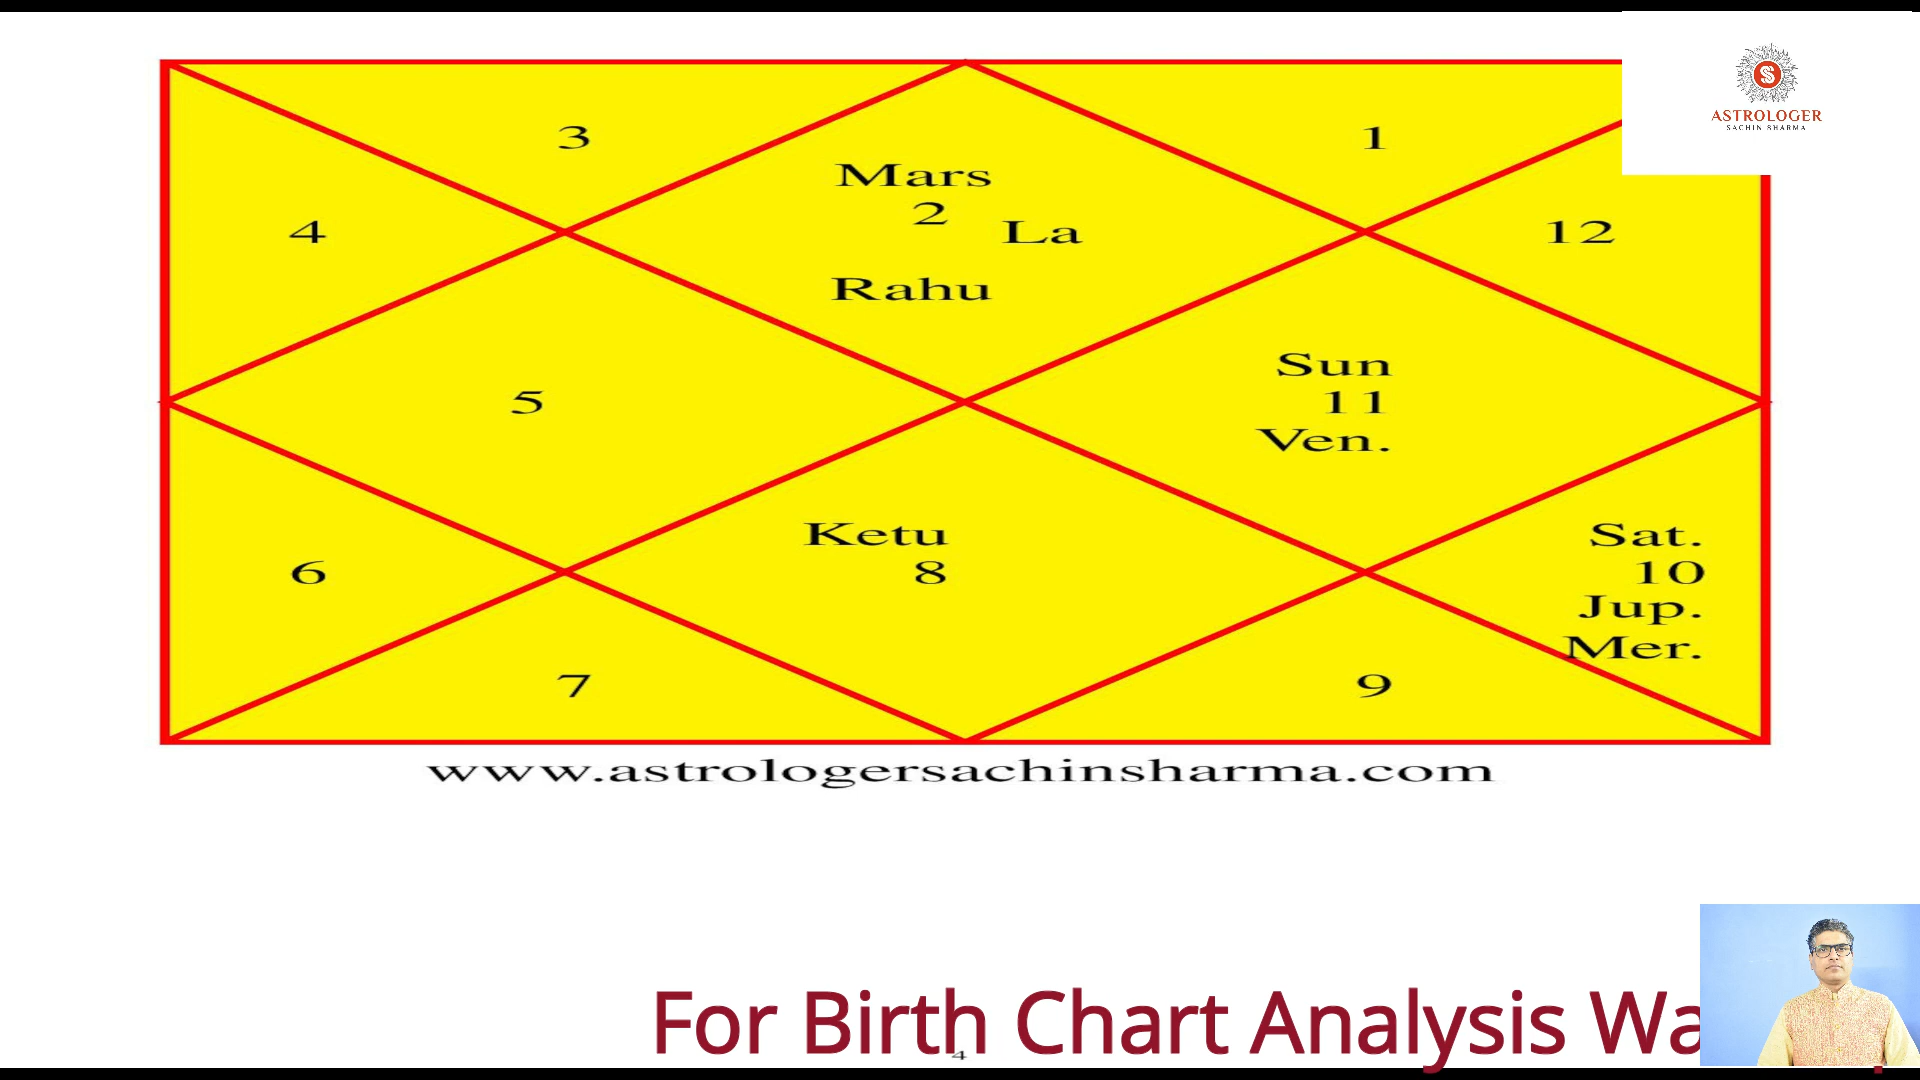 3
1
Mars
2
La
4
12
Rahu
Sun
5
11
Ven.
Ketu
Sat.
6
8
10
Jup.
Mer.
7
9
www.astrologersachinsharma.com
ASTROLOGER
SACHIN SHARMA
For Birth Chart Analysis
4